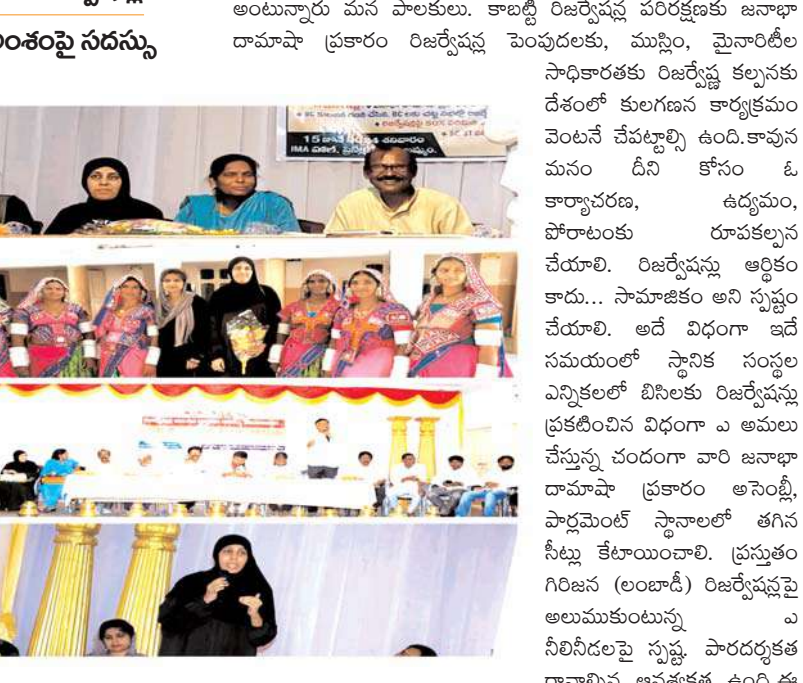 అంశంపై సదస్సు
అంటున్నారు మన పాలకులు. కాబట్టి రిజర్వేషన్ల పరిరక్షణకు జనాభా
దామాషా ప్రకారం రిజర్వేషన్ల పెంపుదలకు, ముస్లిం, మైనారిటీల
సాధికారతకు రిజర్వేష్ల కల్పనకు
దేశంలో కులగణన కార్యక్రమం
వెంటనే చేపట్టాల్సి ఉంది.కావున
మనం దీని కోసం ఓ
కార్యాచరణ, ఉద్యమం,
పోరాటంకు రూపకల్పన
చేయాలి. రిజర్వేషన్లు ఆర్థికం
కాదు... సామాజికం అని స్పష్టం
చేయాలి. అదే విధంగా ఇదే
సమయంలో స్థానిక సంస్థల
ఎన్నికలలో బిసిలకు రిజర్వేషన్లు
ప్రకటించిన విధంగా ఎ అమలు
చేస్తున్న చందంగా వారి జనాభా
దామాషా ప్రకారం అసెంబ్లీ,
పార్లమెంట్ స్థానాలలో తగిన
సీట్లు కేటాయించాలి. ప్రస్తుతం
గిరిజన (లంబాడీ) రిజర్వేషన్లపై
అలుముకుంటున్న ఎ
నీలినీడలపై స్పష్ట. పారదర్శకత
రావాల్సిన ఆవశ్యకత ఉంది.ఈ